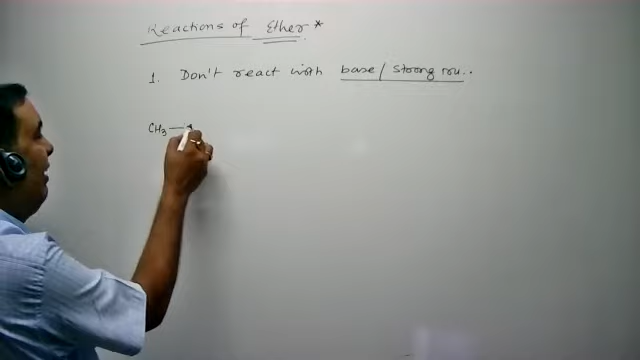 Reactions of Ether *
1. Don't react with base / strong nu..
CH3 —